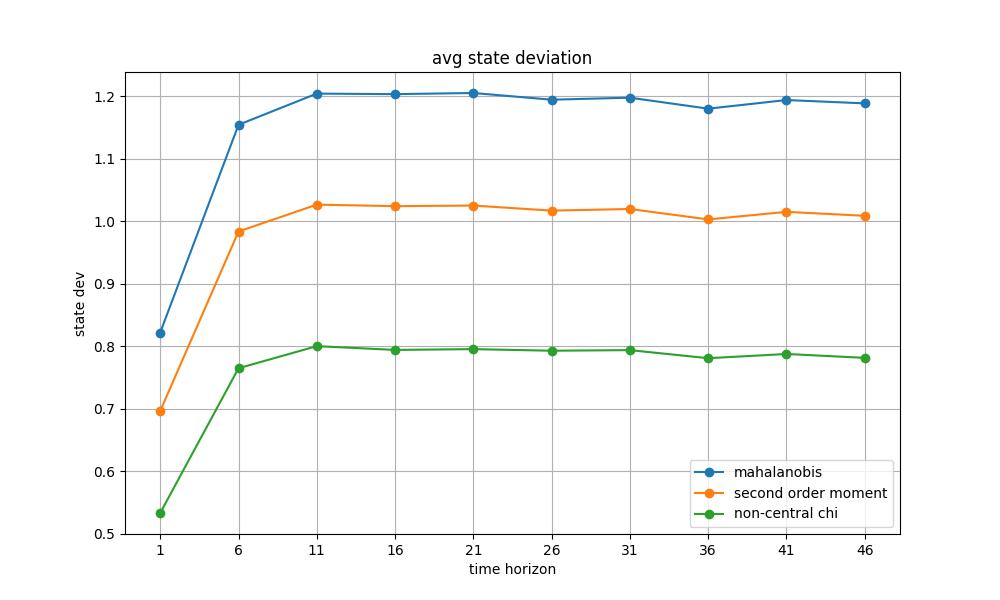 avg state deviation
1.2
1.1
1.0
0.9
0.8
0.7
0.6
0.5
state dev
mahalanobis
second order moment
non-central chi
1 6 11 16 21 26 31 36 41 46
time horizon